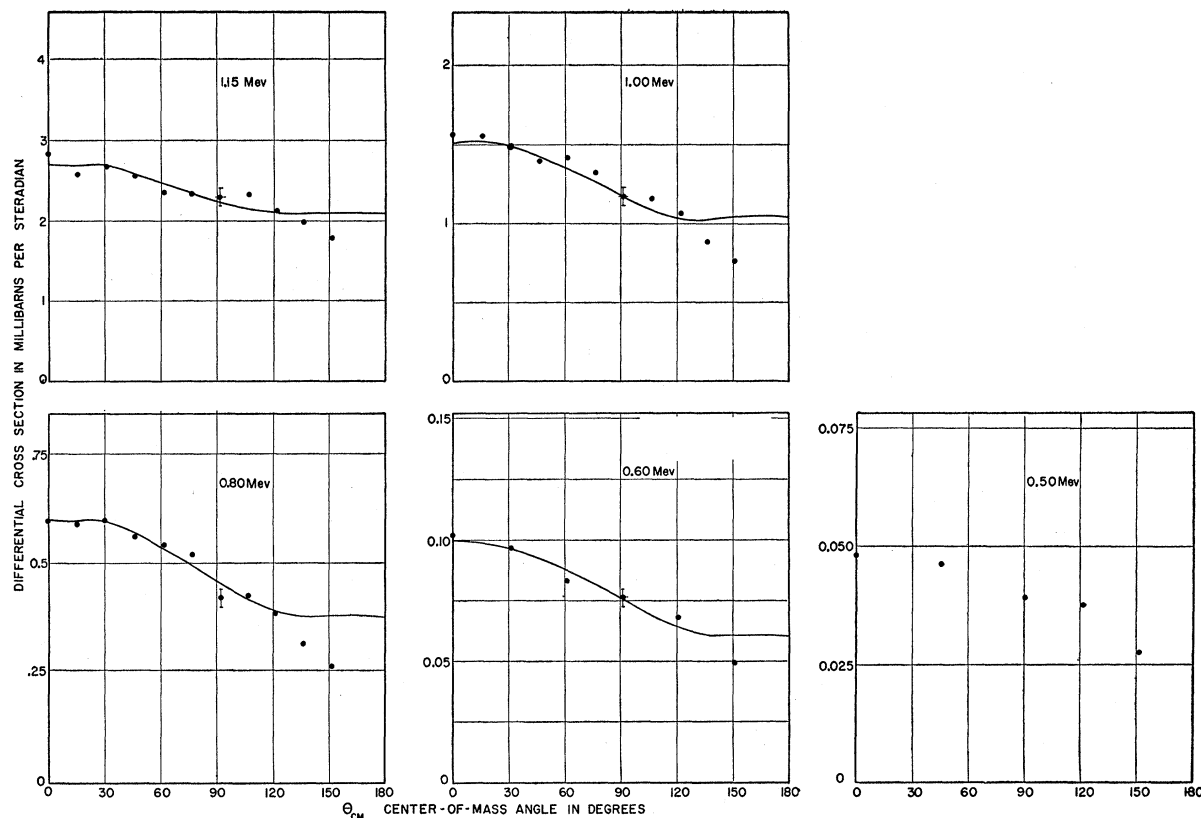 DIFFERENTIAL CROSS SECTION IN MILLIBARNS PER STERADIAN
4
3
2
1
0
1.15 Mev
2
1
0
1.00 Mev
.75
0.5
.25
0
0.80 Mev
0 30 60 90 120 150 180
0.15
0.10
0.05
0
0.60 Mev
0 30 60 90 120 150 180
0.075
0.050
0.025
0
0.50 Mev
0 30 60 90 120 150 180
θCM CENTER-OF-MASS ANGLE IN DEGREES